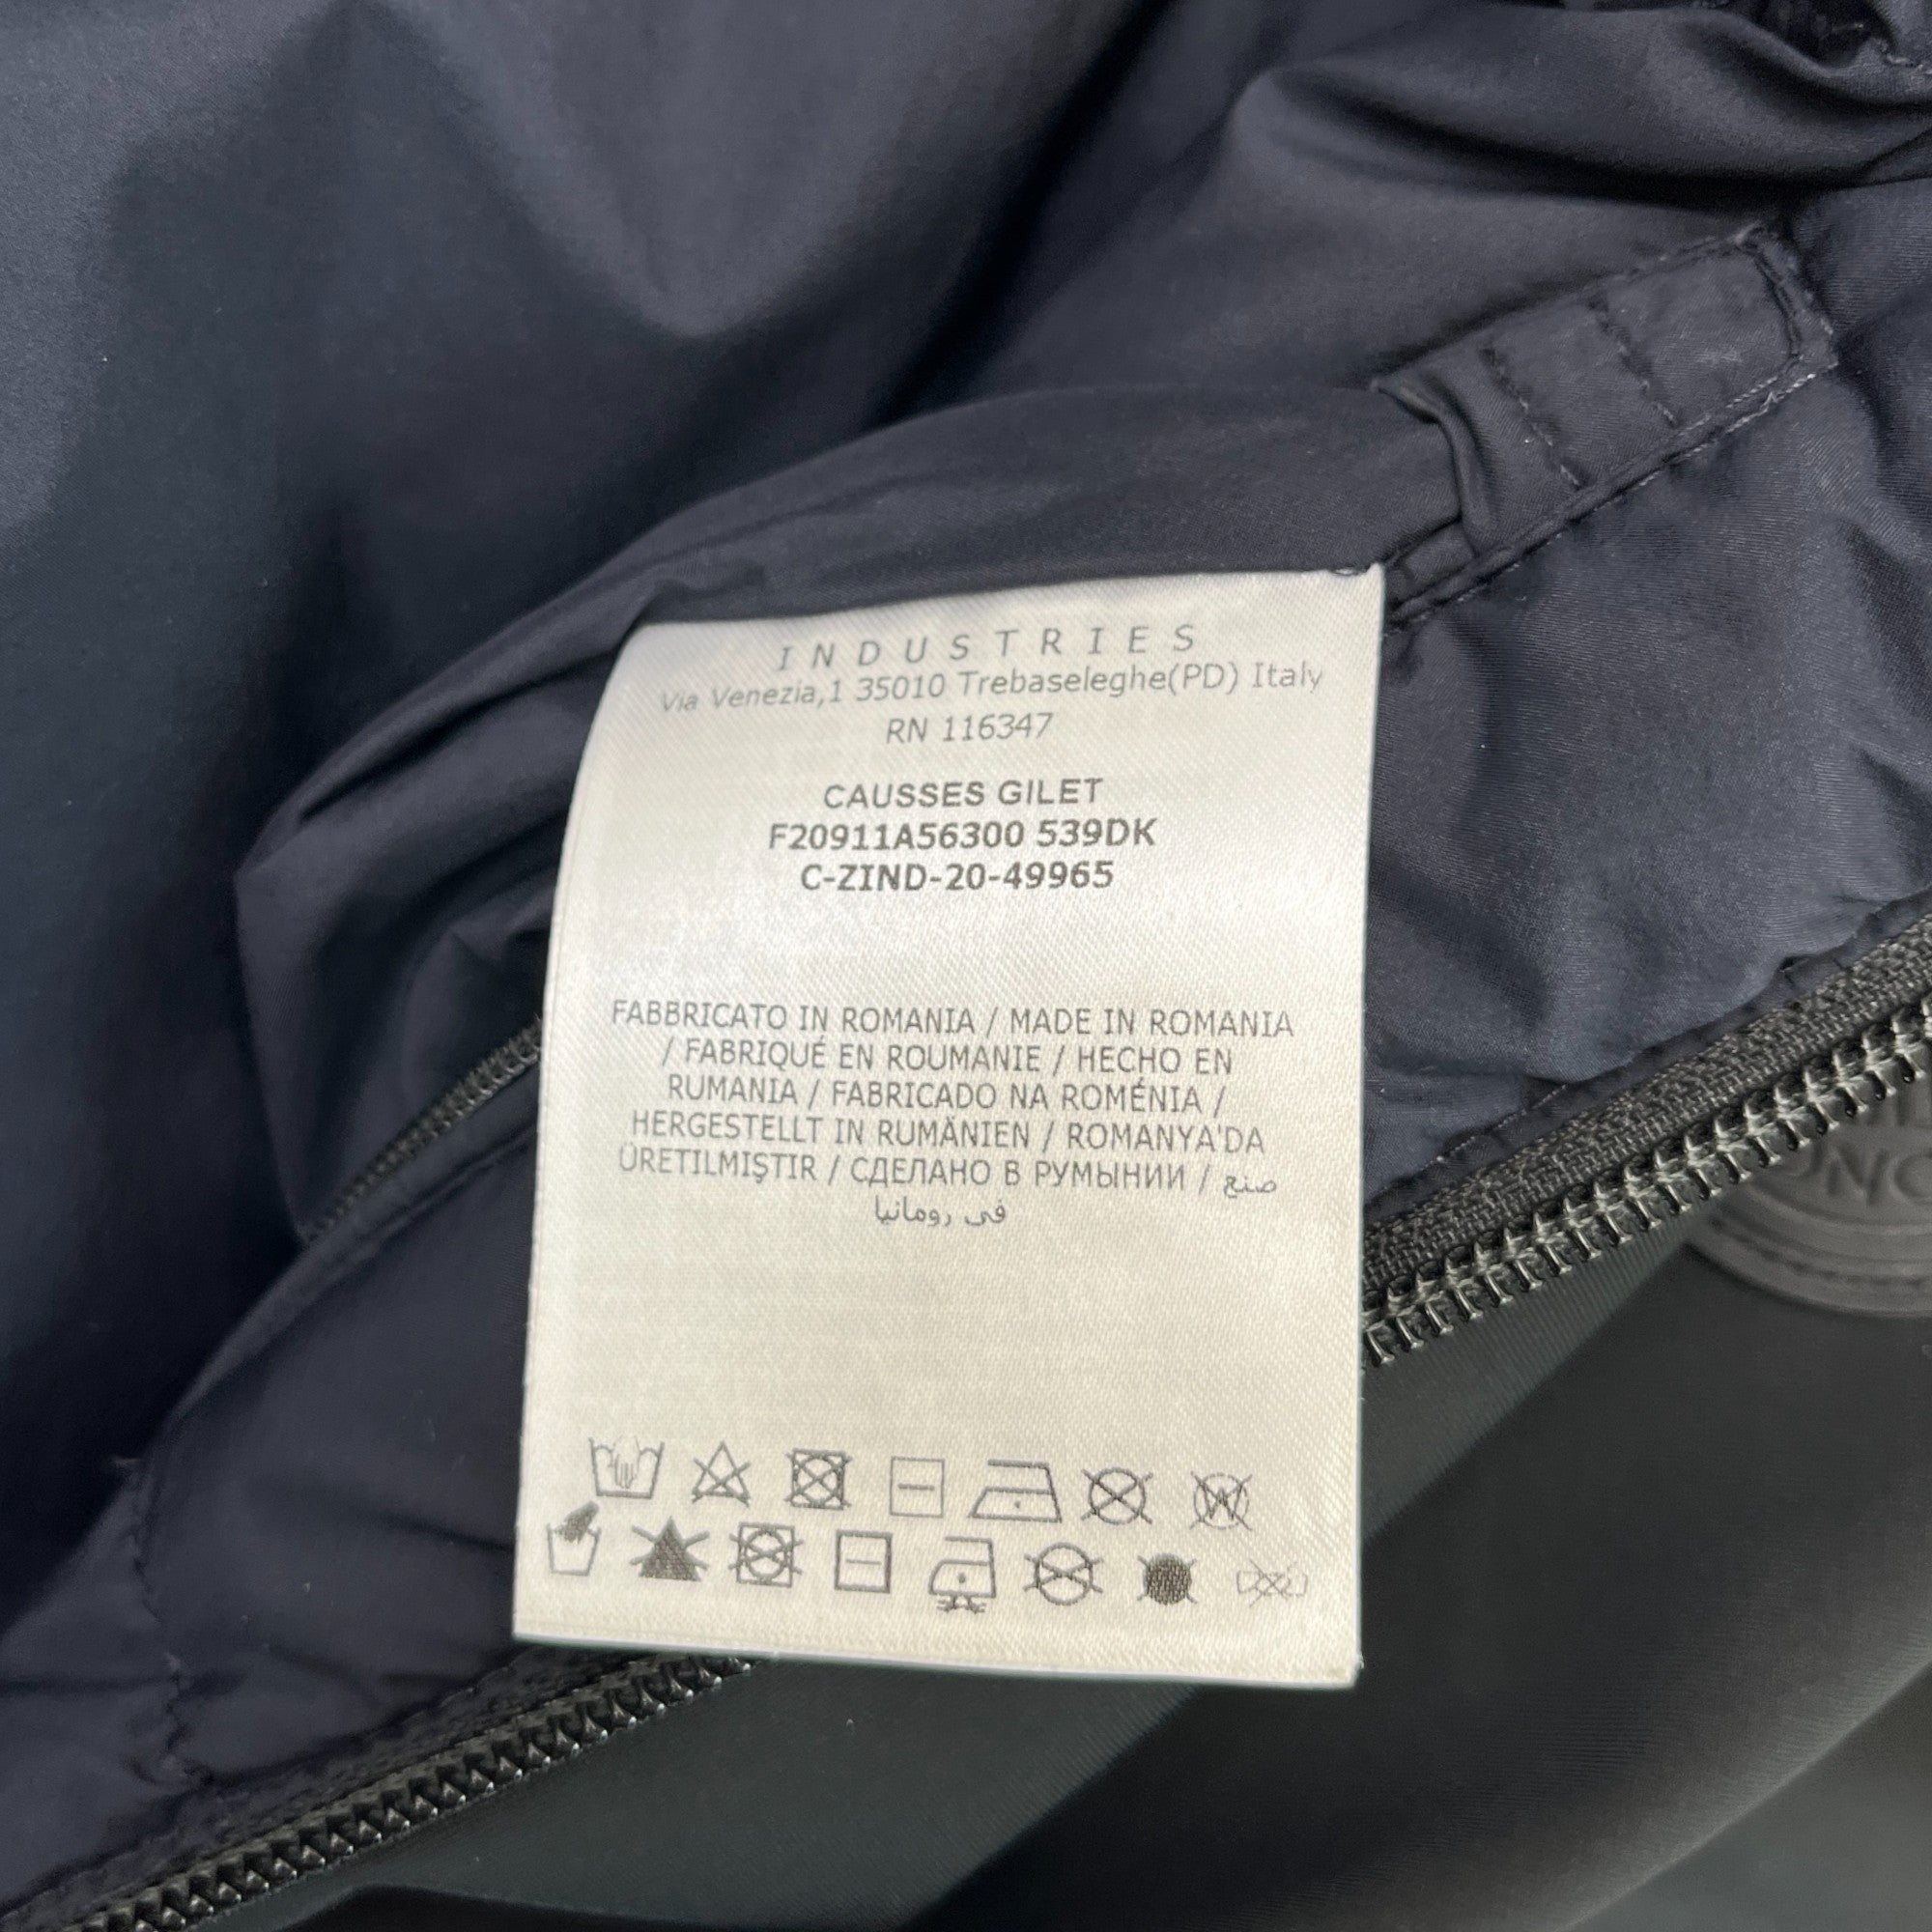 INDUSTRIES
Via Venezia,1 35010 Trebaseleghe(PD) Italy
RN 116347
CAUSSES GILET
F20911A56300 539DK
C-ZIND-20-49965
FABBRICATO IN ROMANIA / MADE IN ROMANIA
/ FABRIQUÉ EN ROUMANIE / HECHO EN
RUMANIA / FABRICADO NA ROMÉNIA /
HERGESTELLT IN RUMÄNIEN / ROMANYA'DA
ÜRETILMIŞTIR / СДЕЛАНО В РУМЫНИИ / صنع
في رومانيا